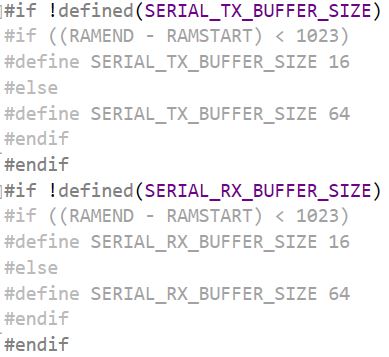 #if !defined(SERIAL_TX_BUFFER_SIZE)
#if ((RAMEND - RAMSTART) < 1023)
#define SERIAL_TX_BUFFER_SIZE 16
#else
#define SERIAL_TX_BUFFER_SIZE 64
#endif
#endif
#if !defined(SERIAL_RX_BUFFER_SIZE)
#if ((RAMEND - RAMSTART) < 1023)
#define SERIAL_RX_BUFFER_SIZE 16
#else
#define SERIAL_RX_BUFFER_SIZE 64
#endif
#endif